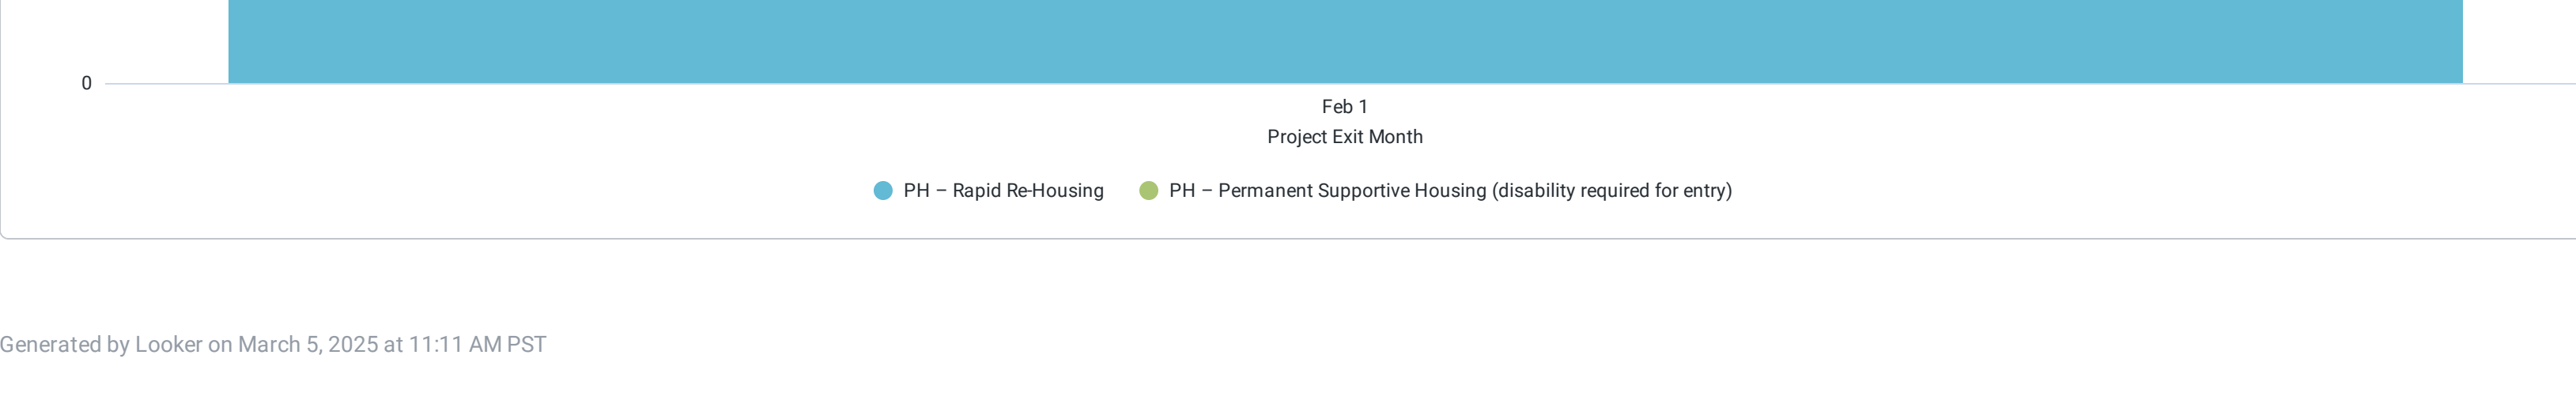 0
Feb 1
Project Exit Month
PH – Rapid Re-Housing PH – Permanent Supportive Housing (disability required for entry)
Generated by Looker on March 5, 2025 at 11:11 AM PST